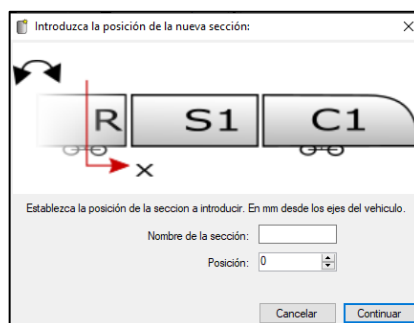 Introduzca la posición de la nueva sección:
R
S1
C1
x
Establezca la posición de la seccion a introducir. En mm desde los ejes del vehiculo.
Nombre de la sección:
Posición: 0
Cancelar Continuar